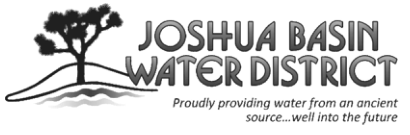 JOSHUA BASIN
WATER DISTRICT
Proudly providing water from an ancient
source...well into the future